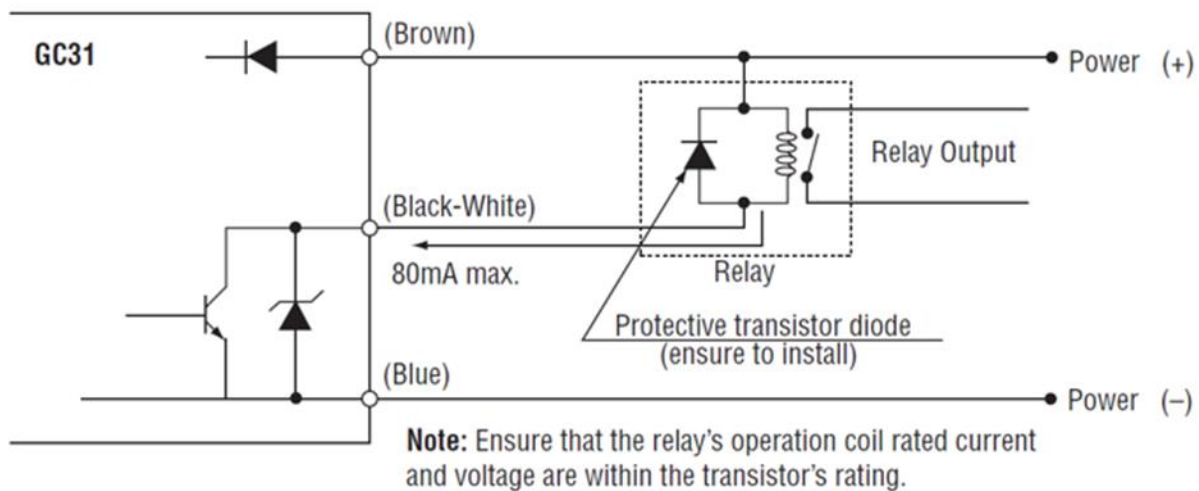 (Brown)
GC31
Power (+)
Relay Output
(Black-White)
80mA max.
Relay
Protective transistor diode
(ensure to install)
(Blue)
Power (–)
Note: Ensure that the relay's operation coil rated current
and voltage are within the transistor's rating.